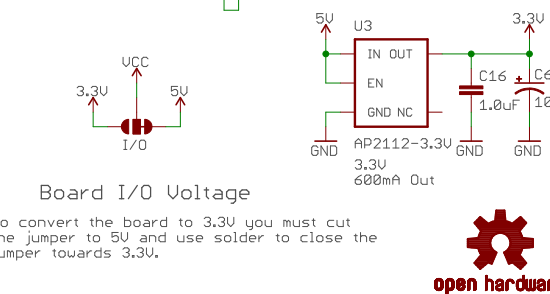 5V
U3
3.3V
VCC
3.3V
5V
I/O
IN OUT
EN
GND NC
C16
1.0uF
C6
10
GND
AP2112-3.3V
GND
GND
3.3V
600mA Out
Board I/O Voltage
o convert the board to 3.3V you must cut
he jumper to 5V and use solder to close the
umper towards 3.3V.
open hardwa